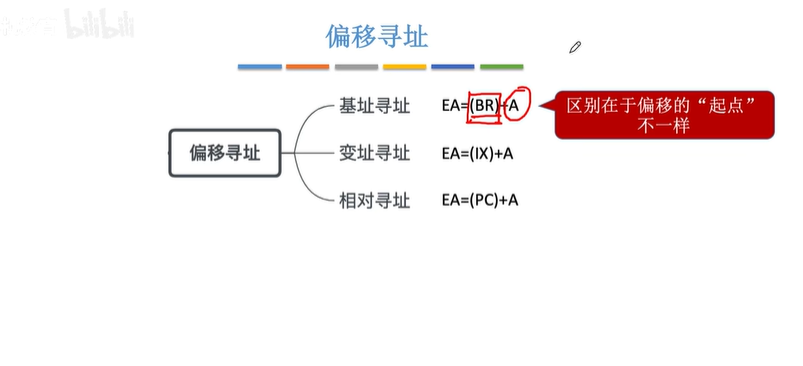 bilibili
偏移寻址
基址寻址 EA=(BR)+A
区别在于偏移的“起点”
不一样
偏移寻址
变址寻址 EA=(IX)+A
相对寻址 EA=(PC)+A